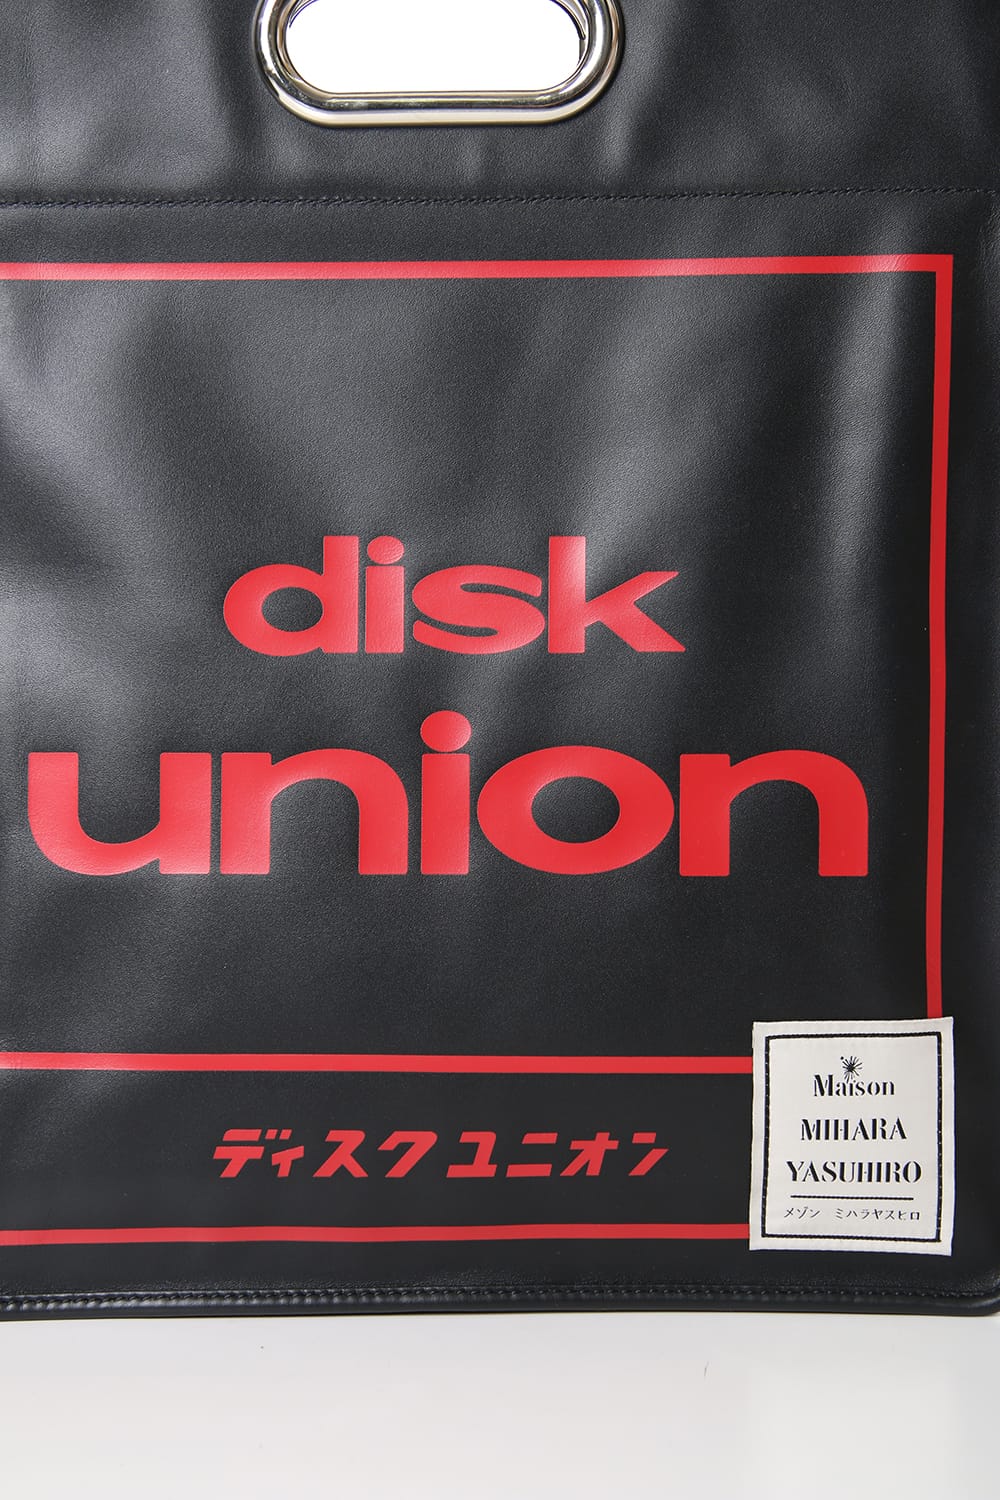 disk
union
ディスクユニオン
Maison
MIHARA
YASUHIRO
メゾン ミハラヤスヒロ